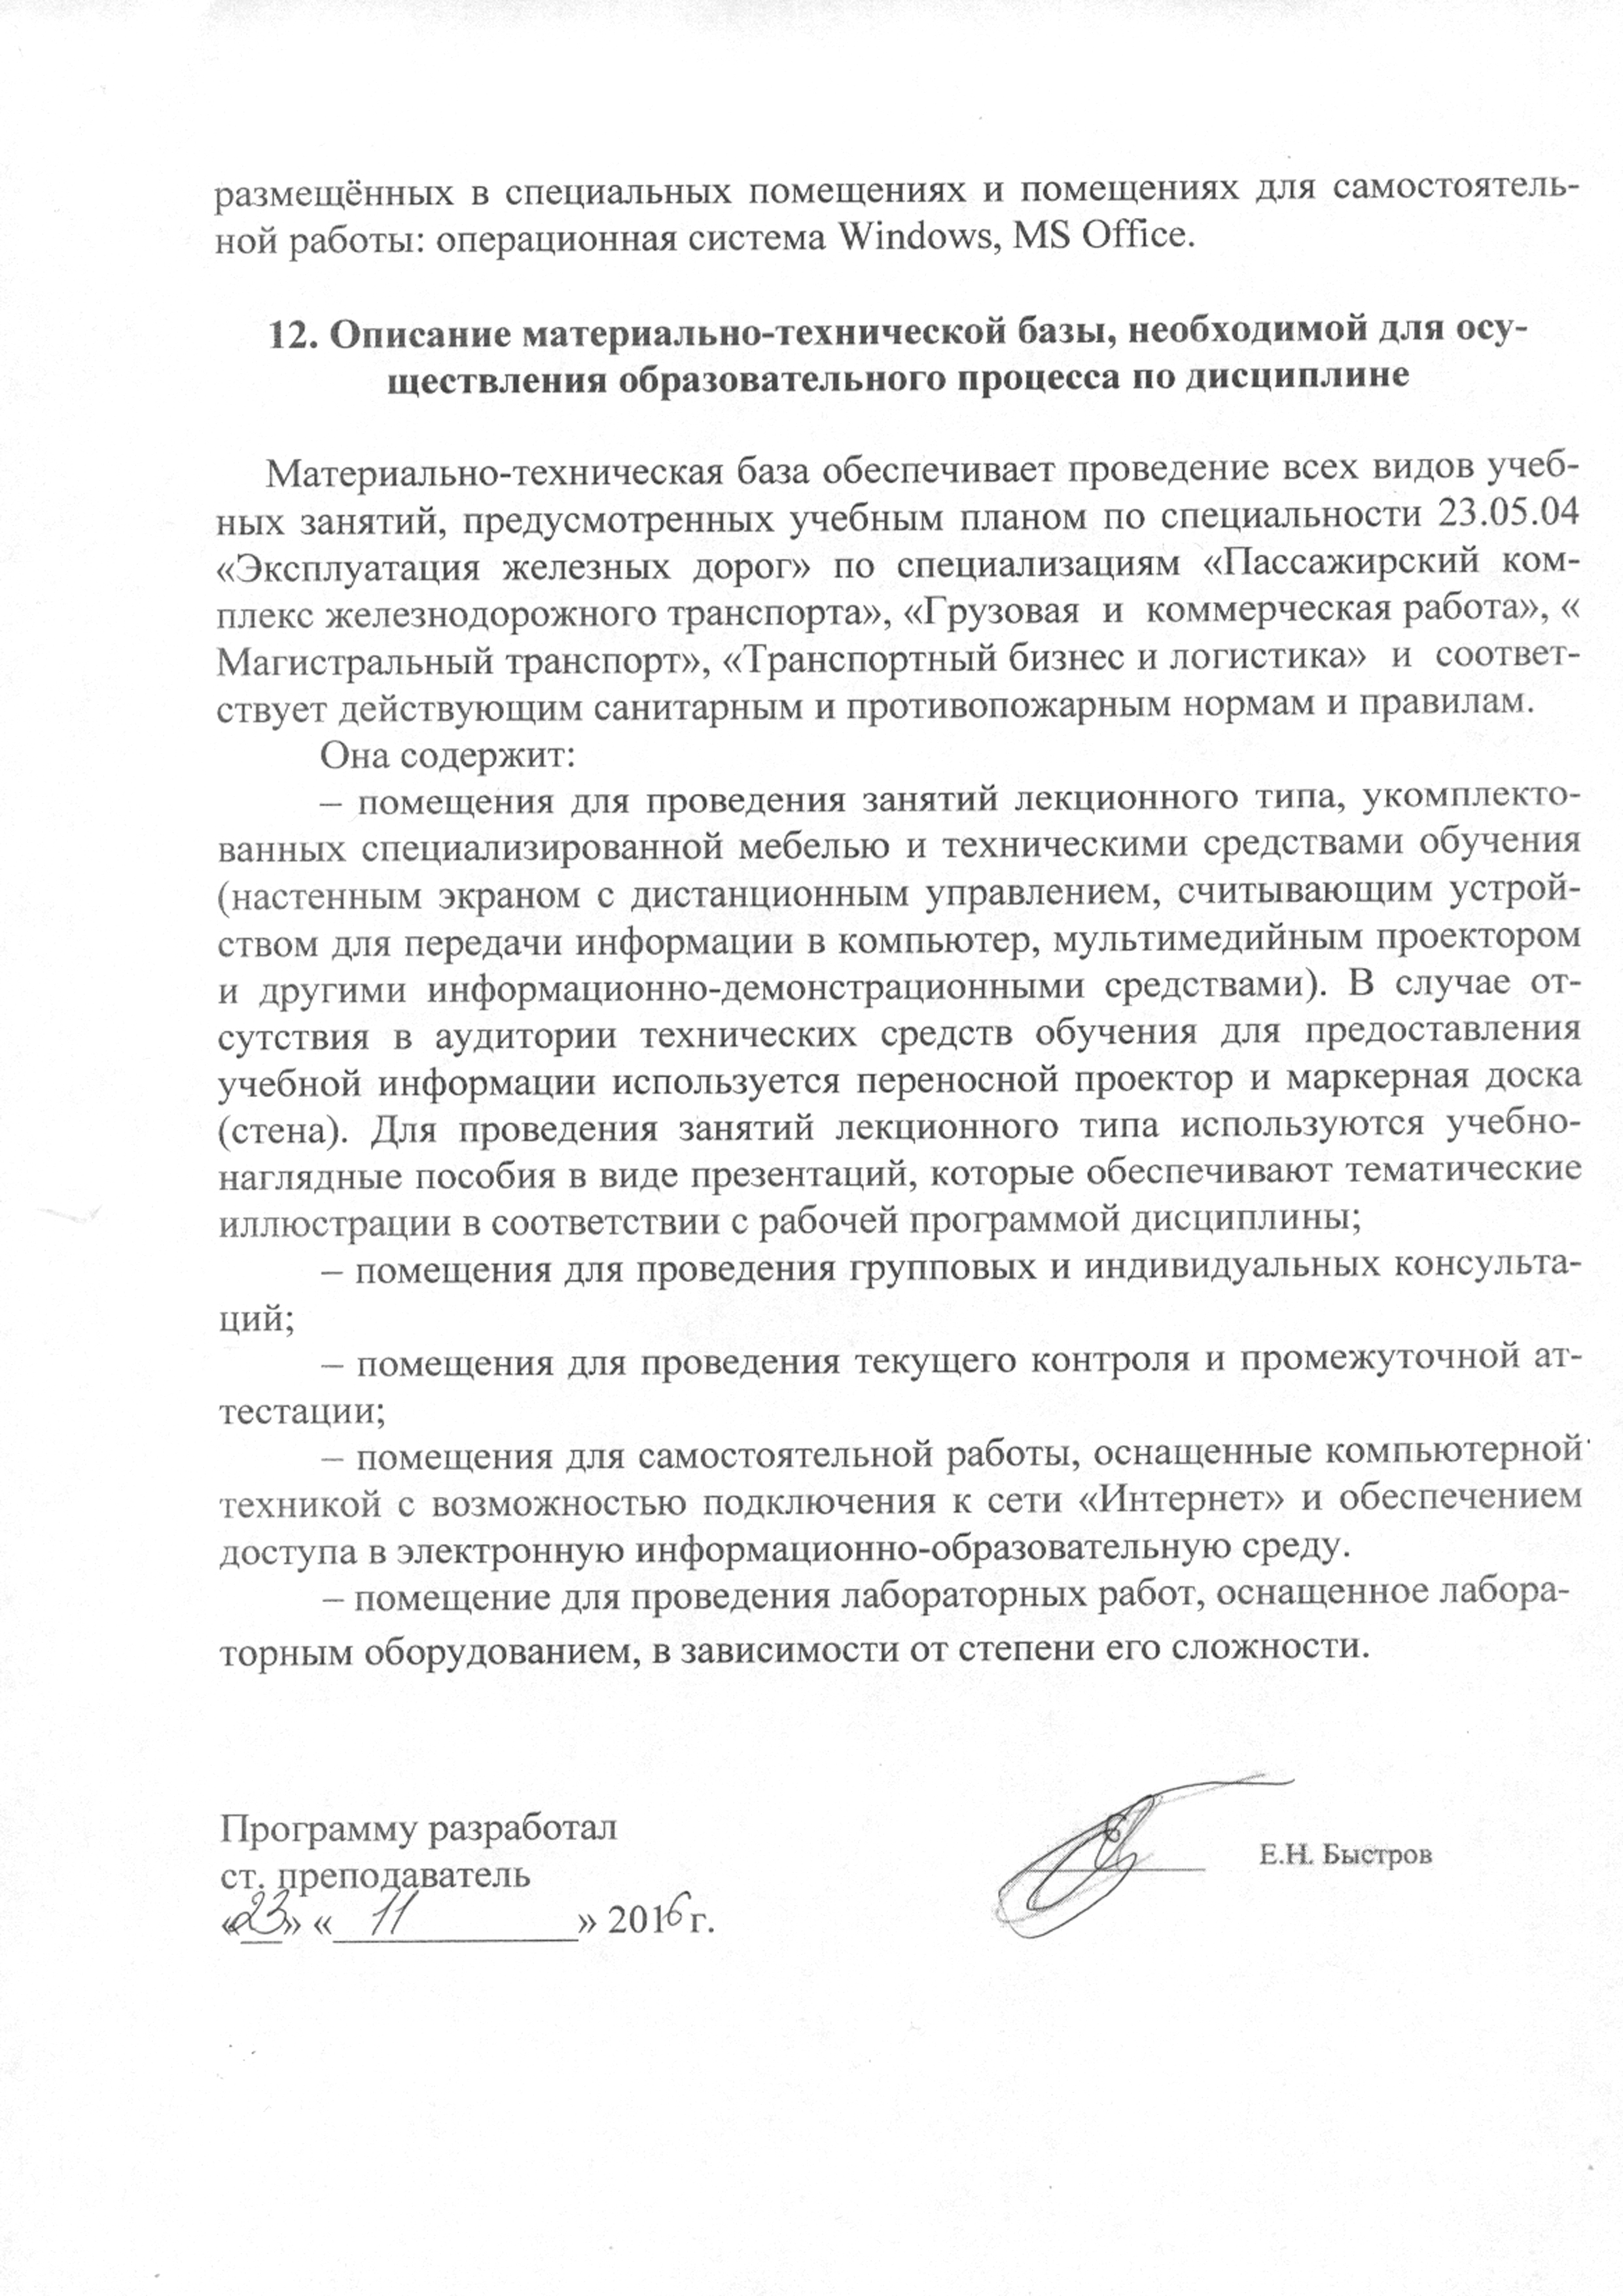 размещённых в специальных помещениях и помещениях для самостоятель-
ной работы: операционная система Windows, MS Office.
12. Описание материально-технической базы, необходимой для осу-
ществления образовательного процесса по дисциплине
Материально-техническая база обеспечивает проведение всех видов учеб-
ных занятий, предусмотренных учебным планом по специальности 23.05.04
«Эксплуатация железных дорог» по специализациям «Пассажирский ком-
плекс железнодорожного транспорта», «Грузовая и коммерческая работа», «
Магистральный транспорт», «Транспортный бизнес и логистика» и соответ-
ствует действующим санитарным и противопожарным нормам и правилам.
Она содержит:
– помещения для проведения занятий лекционного типа, укомплекто-
ванных специализированной мебелью и техническими средствами обучения
(настенным экраном с дистанционным управлением, считывающим устрой-
ством для передачи информации в компьютер, мультимедийным проектором
и другими информационно-демонстрационными средствами). В случае от-
сутствия в аудитории технических средств обучения для предоставления
учебной информации используется переносной проектор и маркерная доска
(стена). Для проведения занятий лекционного типа используются учебно-
наглядные пособия в виде презентаций, которые обеспечивают тематические
иллюстрации в соответствии с рабочей программой дисциплины;
– помещения для проведения групповых и индивидуальных консульта-
ций;
– помещения для проведения текущего контроля и промежуточной ат-
тестации;
– помещения для самостоятельной работы, оснащенные компьютерной
техникой с возможностью подключения к сети «Интернет» и обеспечением
доступа в электронную информационно-образовательную среду.
– помещение для проведения лабораторных работ, оснащенное лабора-
торным оборудованием, в зависимости от степени его сложности.
Программу разработал
ст. преподаватель
Е.Н. Быстров
«23» «11» 2016 г.